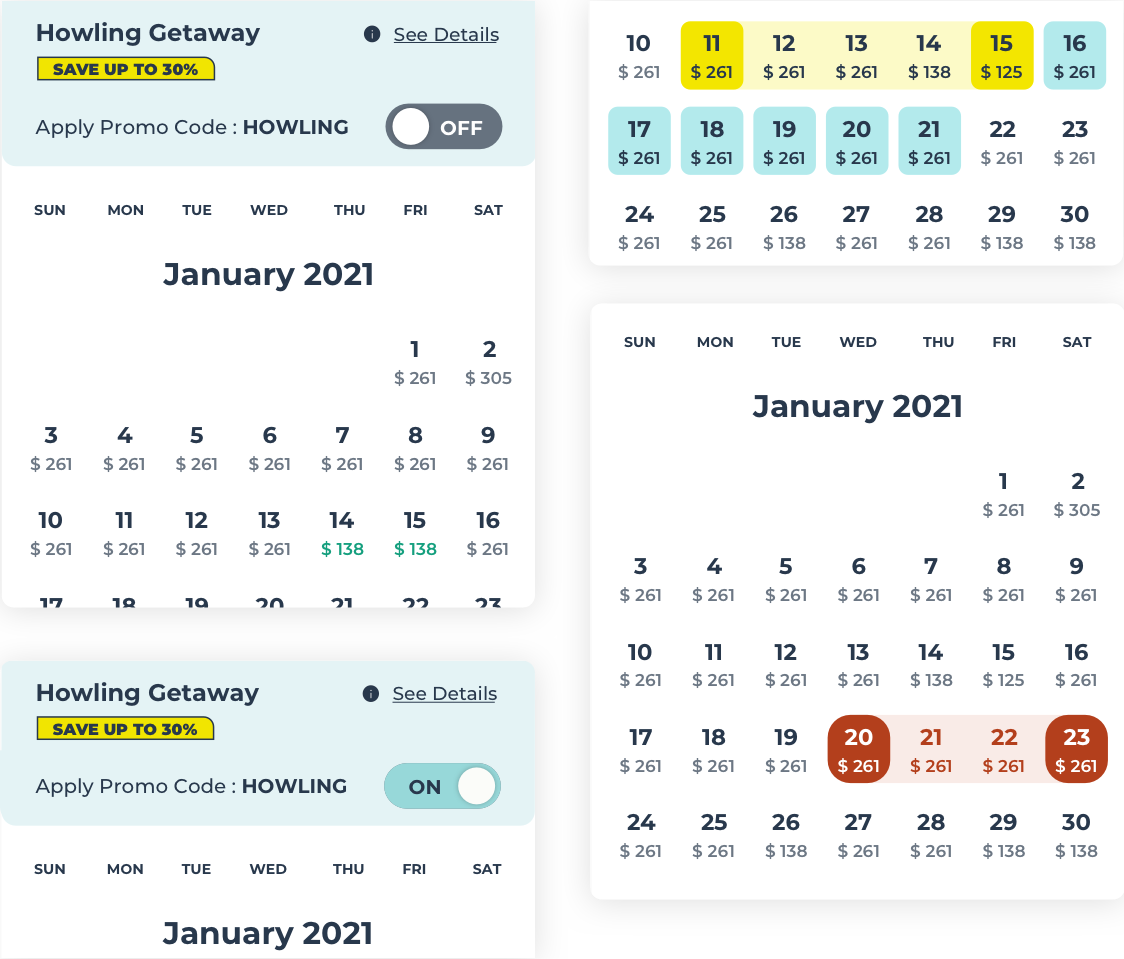 Howling Getaway See Details
SAVE UP TO 30%
Apply Promo Code : HOWLING OFF
SUN MON TUE WED THU FRI SAT
January 2021
1 2
$ 261 $ 305
3 4 5 6 7 8 9
$ 261 $ 261 $ 261 $ 261 $ 261 $ 261 $ 261
10 11 12 13 14 15 16
$ 261 $ 261 $ 261 $ 261 $ 138 $ 138 $ 261
17 18 19 20 21 22 23
Howling Getaway See Details
SAVE UP TO 30%
Apply Promo Code : HOWLING ON
SUN MON TUE WED THU FRI SAT
January 2021
10 11 12 13 14 15 16
$ 261 $ 261 $ 261 $ 261 $ 138 $ 125 $ 261
17 18 19 20 21 22 23
$ 261 $ 261 $ 261 $ 261 $ 261 $ 261 $ 261
24 25 26 27 28 29 30
$ 261 $ 261 $ 138 $ 261 $ 261 $ 138 $ 138
SUN MON TUE WED THU FRI SAT
January 2021
1 2
$ 261 $ 305
3 4 5 6 7 8 9
$ 261 $ 261 $ 261 $ 261 $ 261 $ 261 $ 261
10 11 12 13 14 15 16
$ 261 $ 261 $ 261 $ 261 $ 138 $ 125 $ 261
17 18 19 20 21 22 23
$ 261 $ 261 $ 261 $ 261 $ 261 $ 261 $ 261
24 25 26 27 28 29 30
$ 261 $ 261 $ 138 $ 261 $ 261 $ 138 $ 138